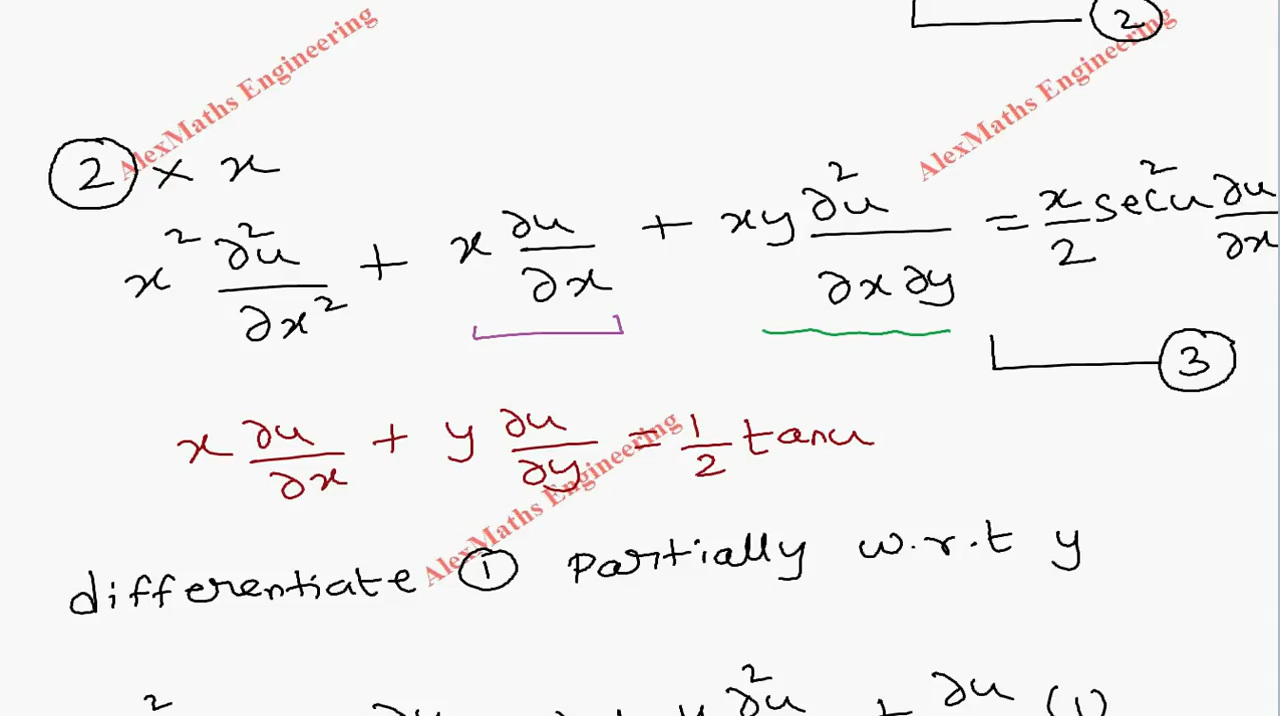 2
AlexMaths Engineering
AlexMaths Engineering
2 × x
x² ∂²u/∂x² + x ∂u/∂x + xy ∂²u/∂x∂y = x/2 sec²u ∂u/∂x
3
x ∂u/∂x + y ∂u/∂y = 1/2 tanu
AlexMaths Engineering
differentiate 1 partially w.r.t y